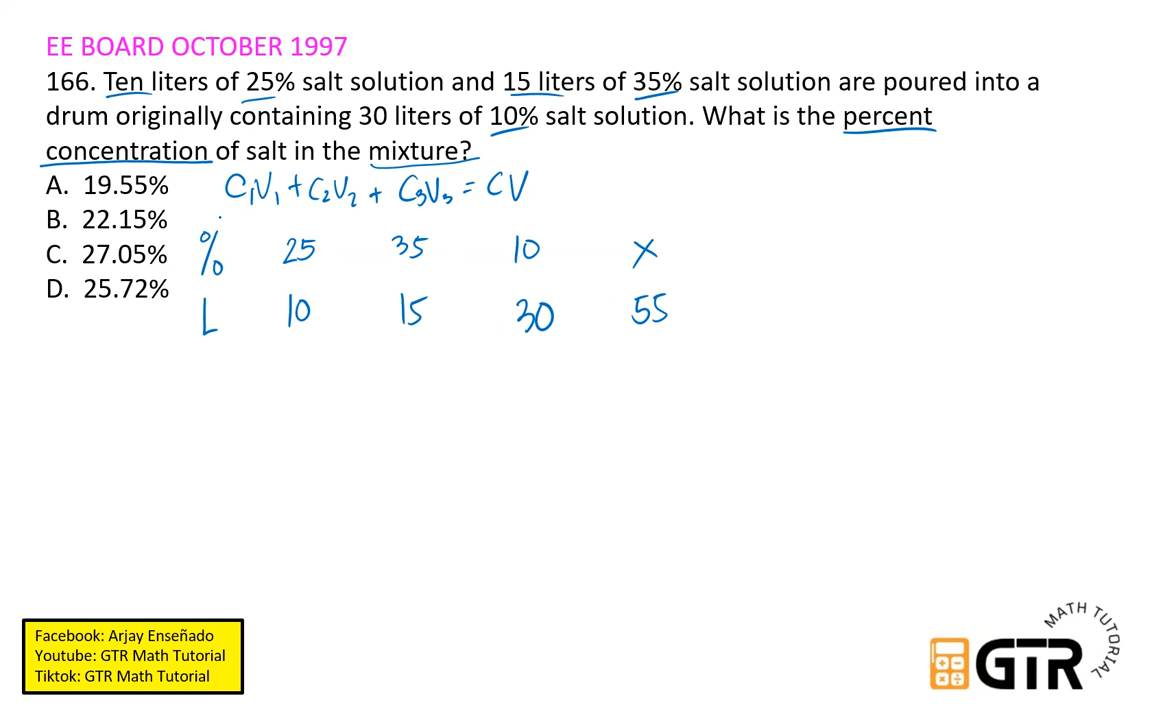 EE BOARD OCTOBER 1997
166. Ten liters of 25% salt solution and 15 liters of 35% salt solution are poured into a
drum originally containing 30 liters of 10% salt solution. What is the percent
concentration of salt in the mixture?
A. 19.55%
C₁V₁ + C₂V₂ + C₃V₃ = CV
B. 22.15%
% 25 35 10 X
C. 27.05%
D. 25.72%
L 10 15 30 55
Facebook: Arjay Enseñado
Youtube: GTR Math Tutorial
Tiktok: GTR Math Tutorial
GTR
MATH TUTORIAL